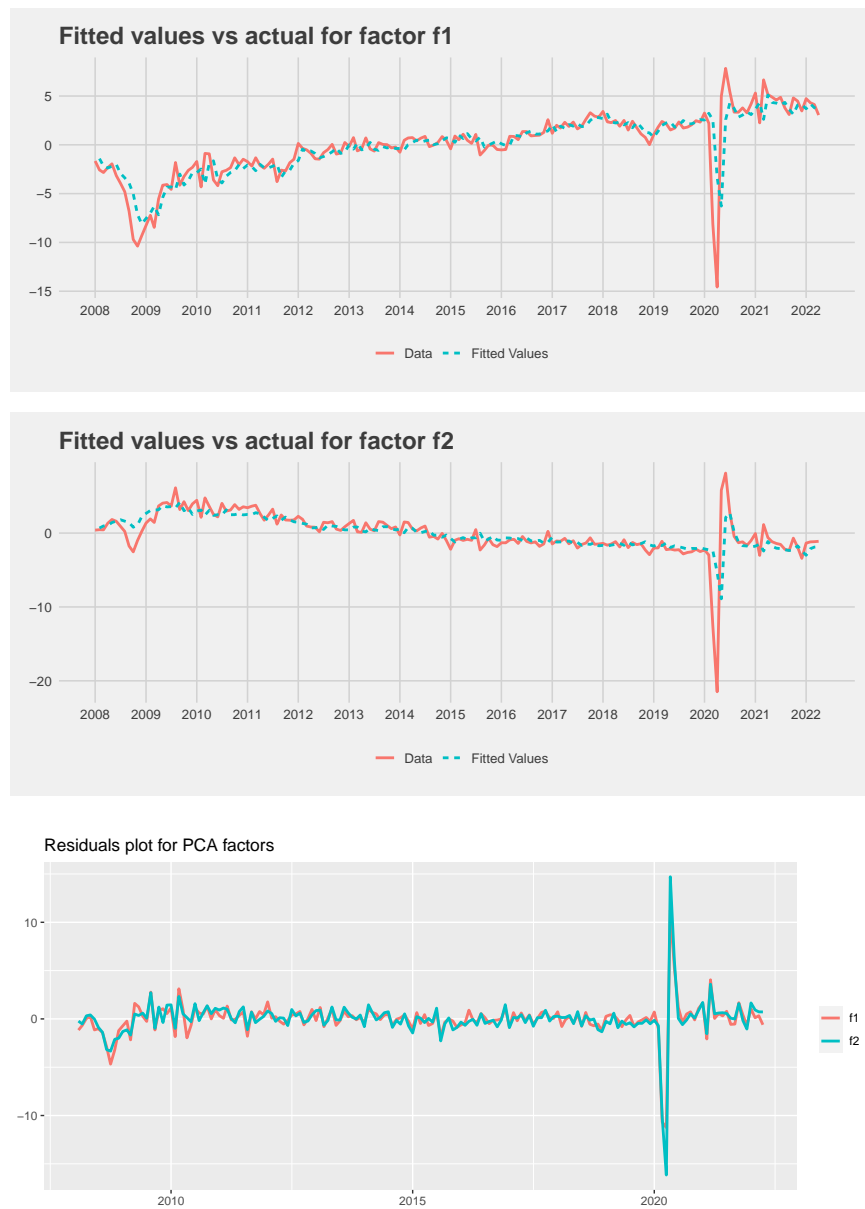 Fitted values vs actual for factor f1
5
0
−5
−10
−15
2008 2009 2010 2011 2012 2013 2014 2015 2016 2017 2018 2019 2020 2021 2022
Data Fitted Values
Fitted values vs actual for factor f2
0
−10
−20
2008 2009 2010 2011 2012 2013 2014 2015 2016 2017 2018 2019 2020 2021 2022
Data Fitted Values
Residuals plot for PCA factors
10
0
−10
2010 2015 2020
f1
f2